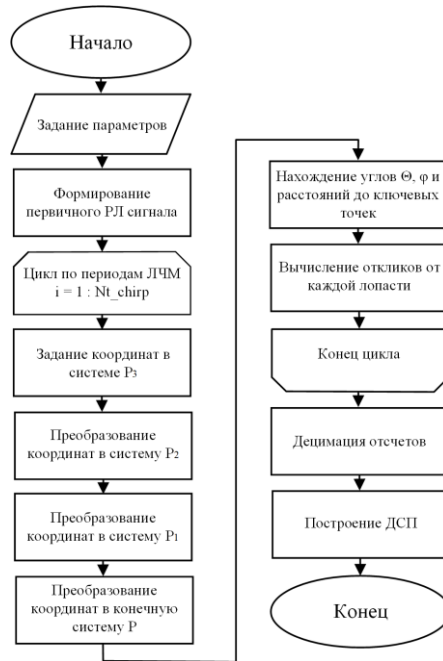 Начало
Задание параметров
Формирование
первичного РЛ сигнала
Цикл по периодам ЛЧМ
i = 1 : Nt_chirp
Задание координат в
системе P₃
Преобразование
координат в систему P₂
Преобразование
координат в систему P₁
Преобразование
координат в конечную
систему P
Нахождение углов Θ, φ и
расстояний до ключевых
точек
Вычисление откликов от
каждой лопасти
Конец цикла
Децимация отсчетов
Построение ДСП
Конец